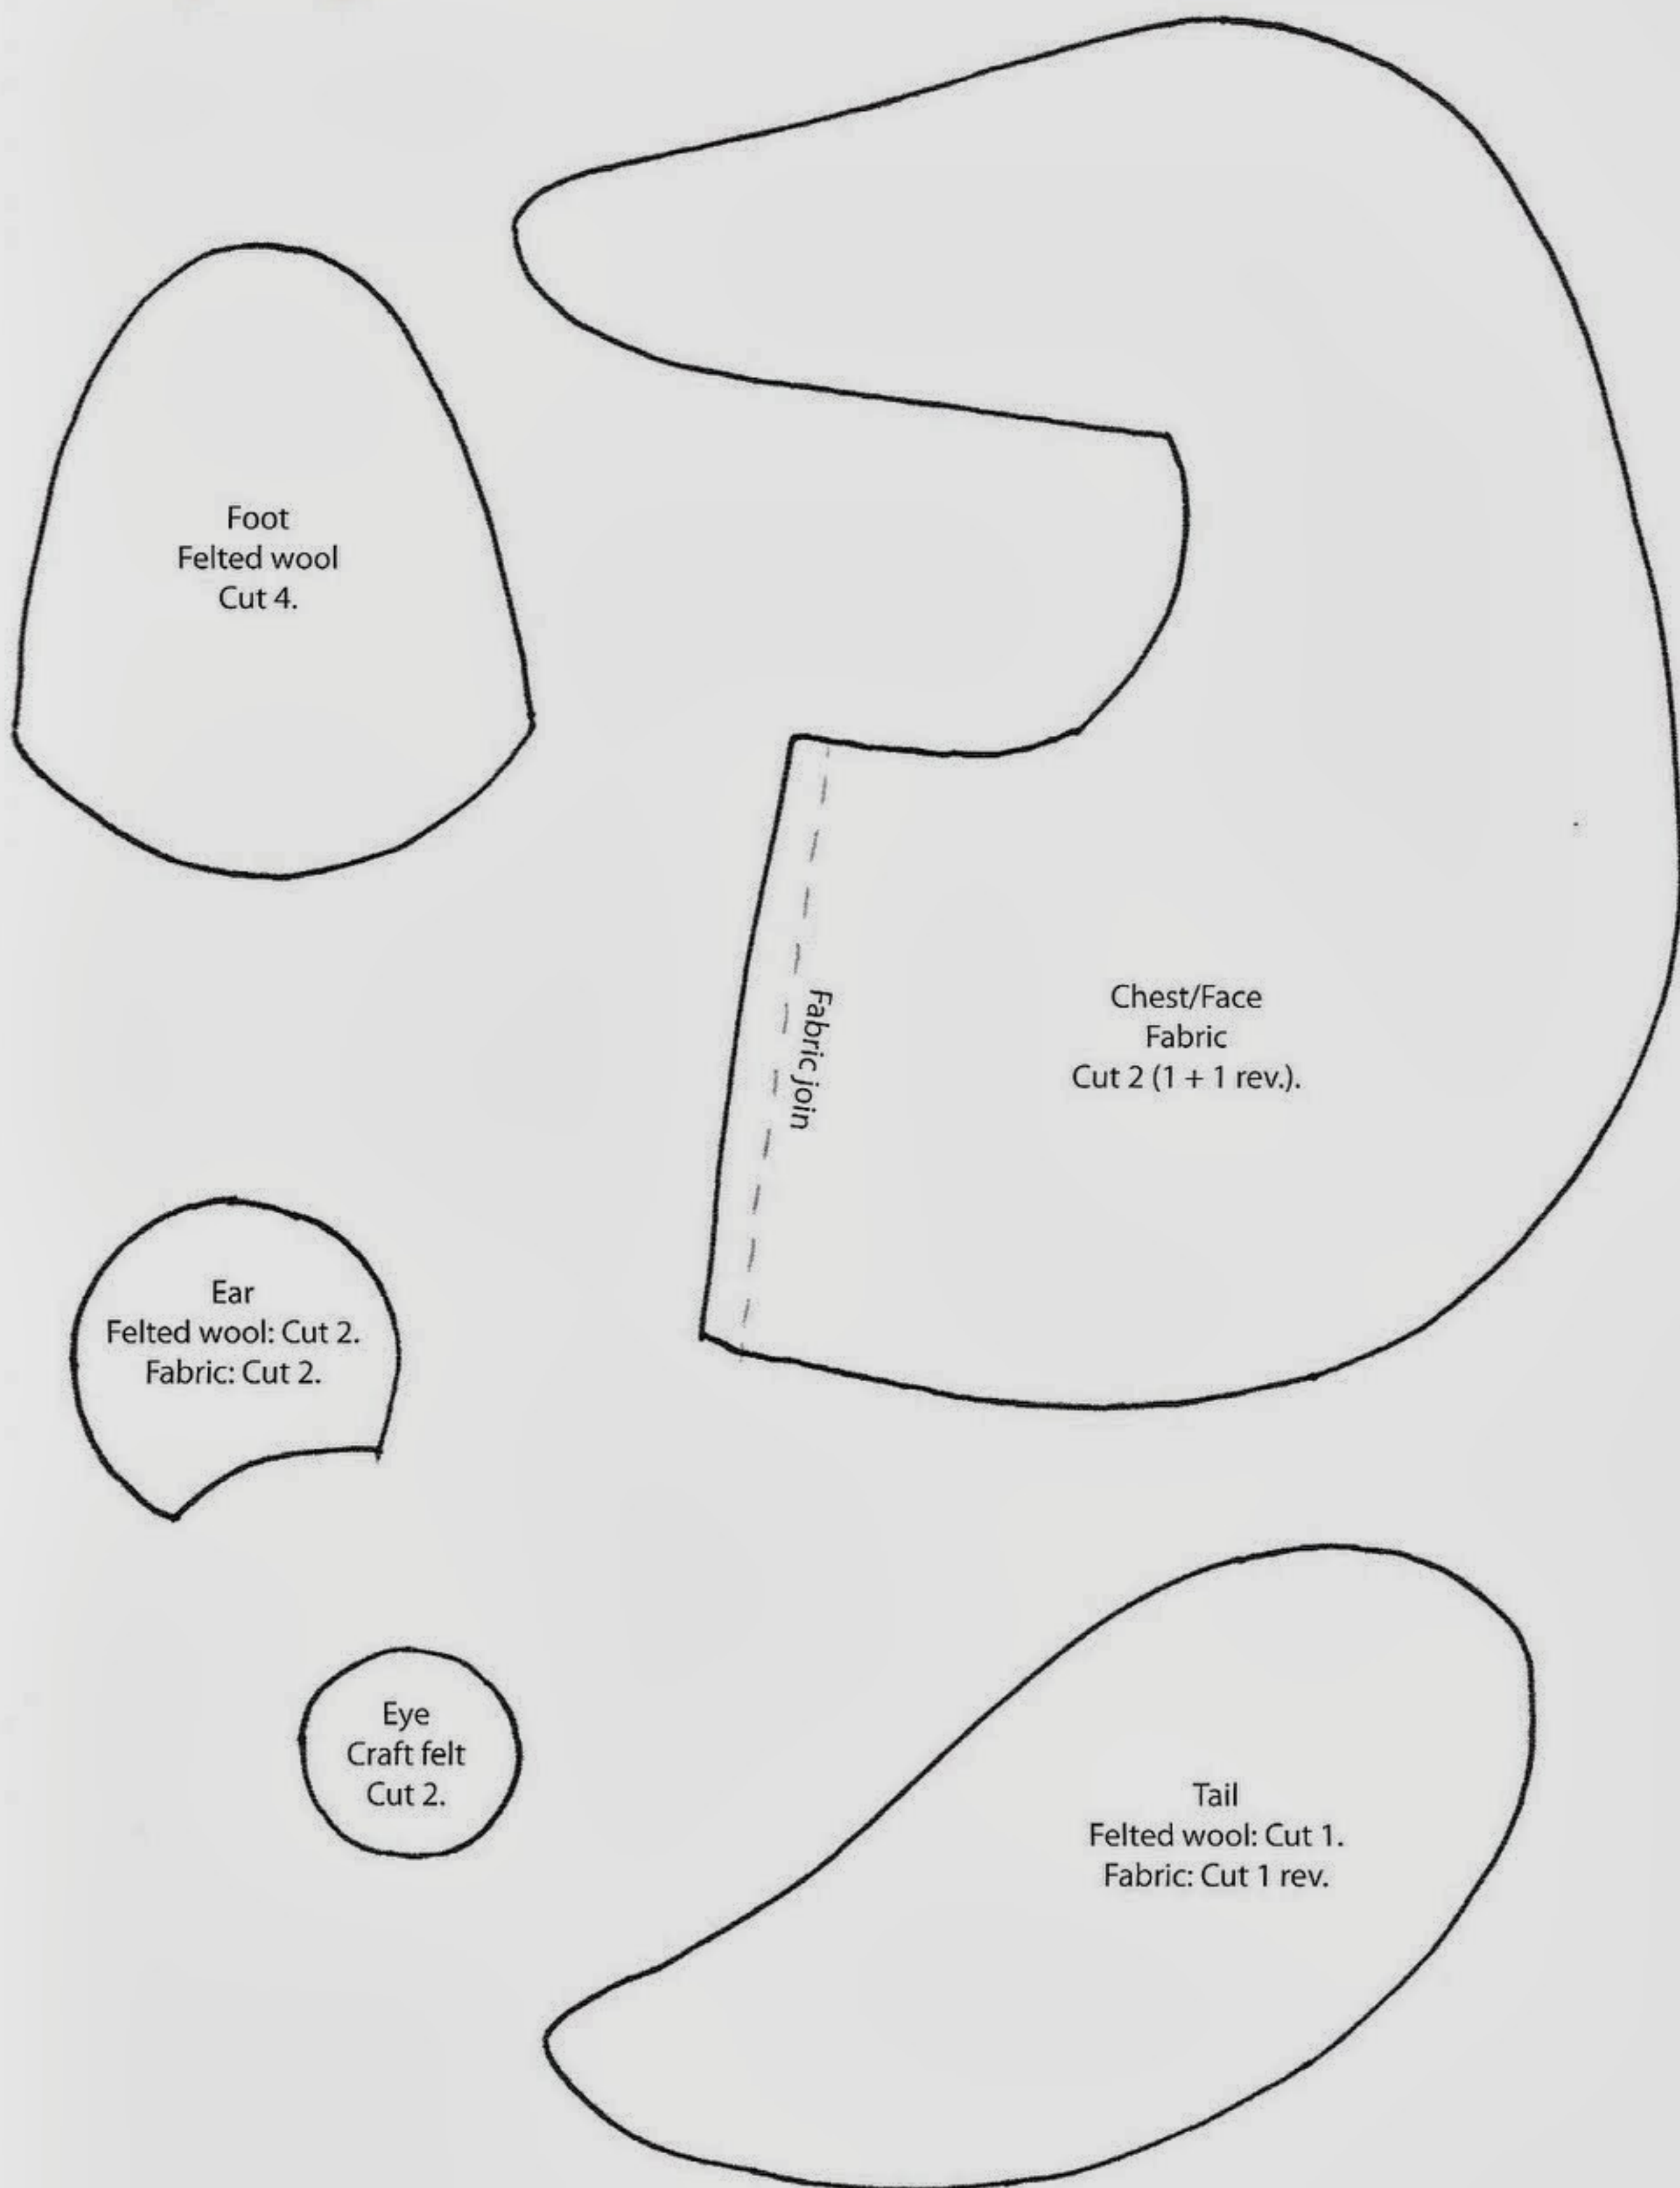 Foot
Felted wool
Cut 4.
Fabric join
Chest/Face
Fabric
Cut 2 (1 + 1 rev.).
Ear
Felted wool: Cut 2.
Fabric: Cut 2.
Eye
Craft felt
Cut 2.
Tail
Felted wool: Cut 1.
Fabric: Cut 1 rev.